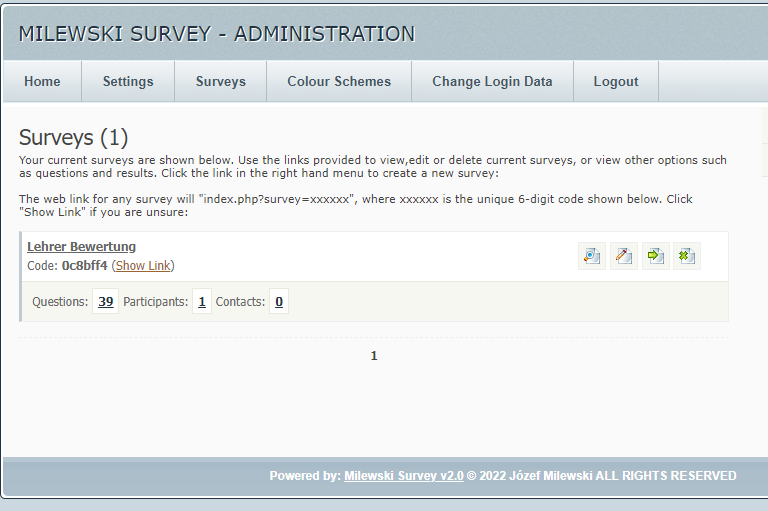 MILEWSKI SURVEY - ADMINISTRATION
Home Settings Surveys Colour Schemes Change Login Data Logout
Surveys (1)
Your current surveys are shown below. Use the links provided to view,edit or delete current surveys, or view other options such
as questions and results. Click the link in the right hand menu to create a new survey:
The web link for any survey will "index.php?survey=xxxxxx", where xxxxxx is the unique 6-digit code shown below. Click
"Show Link" if you are unsure:
Lehrer Bewertung
Code: 0c8bff4 (Show Link)
Questions: 39 Participants: 1 Contacts: 0
1
Powered by: Milewski Survey v2.0 © 2022 Józef Milewski ALL RIGHTS RESERVED